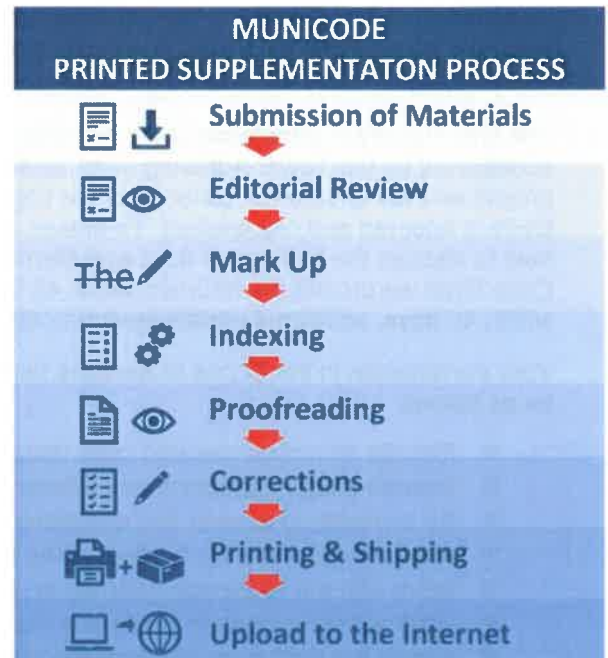 MUNICODE
PRINTED SUPPLEMENTATON PROCESS
Submission of Materials
Editorial Review
The Mark Up
Indexing
Proofreading
Corrections
+ Printing & Shipping
Upload to the Internet